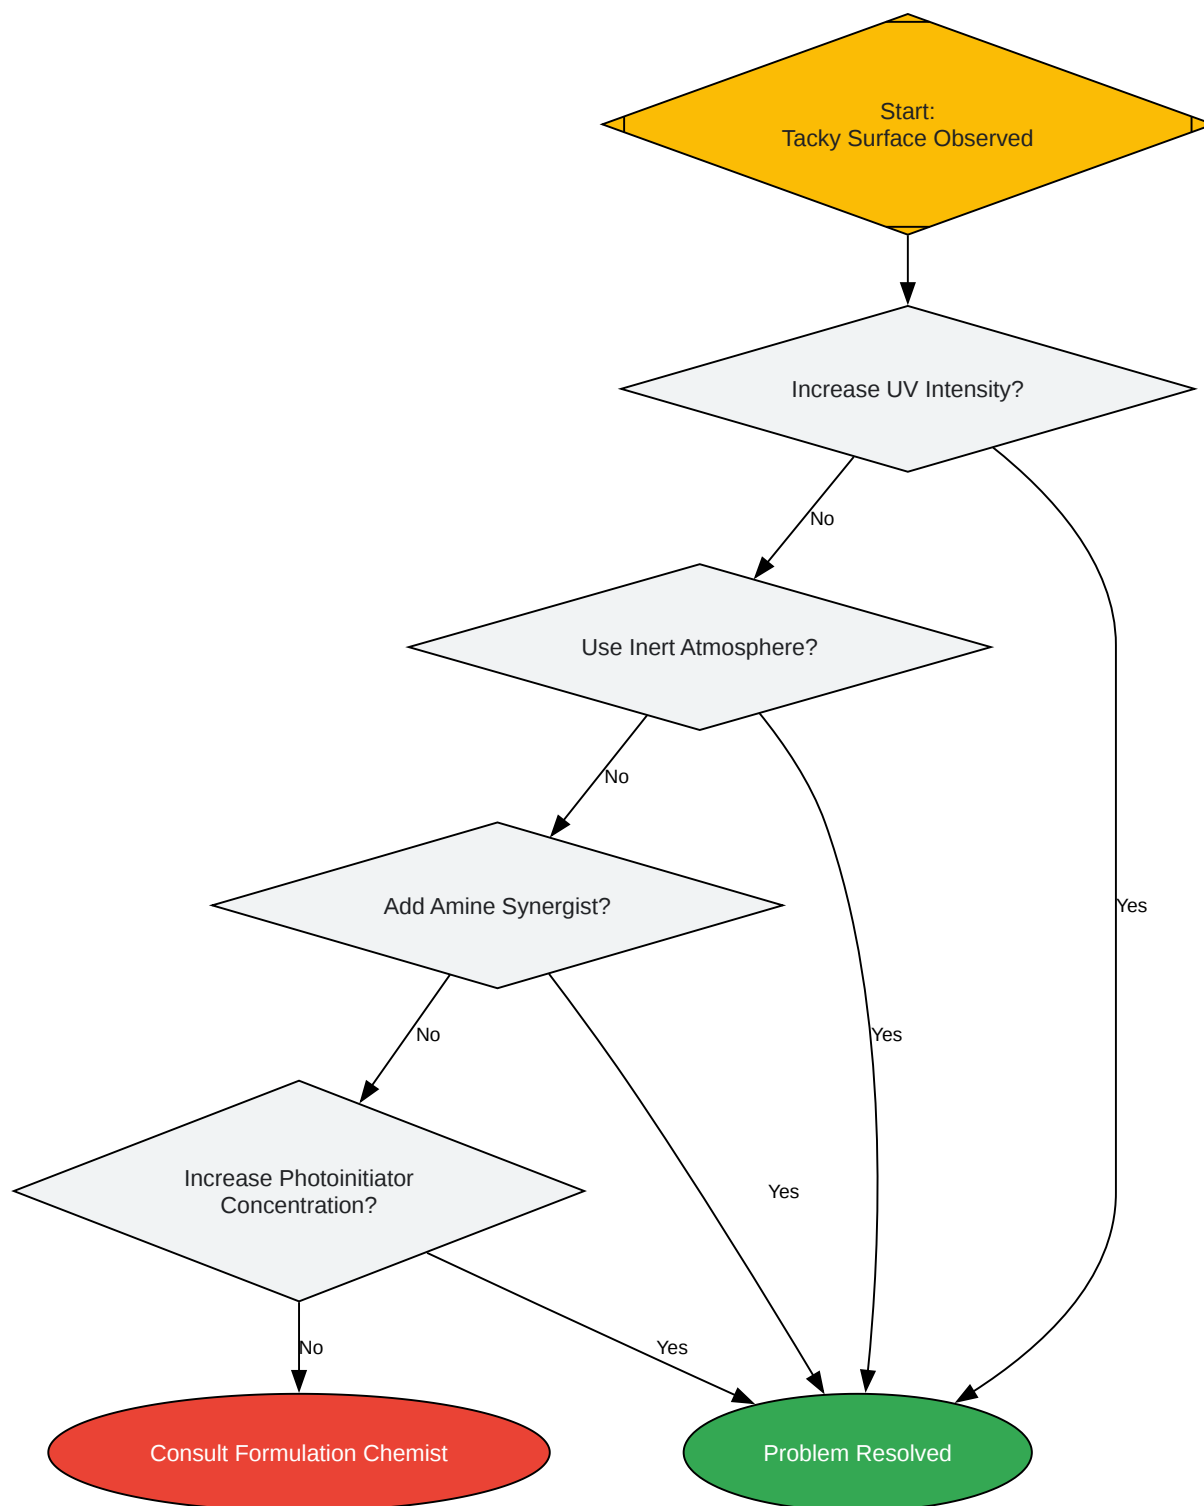 Start:
Tacky Surface Observed
Increase UV Intensity?
No
Use Inert Atmosphere?
No
Add Amine Synergist?
Yes
No
Yes
Increase Photoinitiator
Concentration?
Yes
No
Yes
Consult Formulation Chemist
Problem Resolved